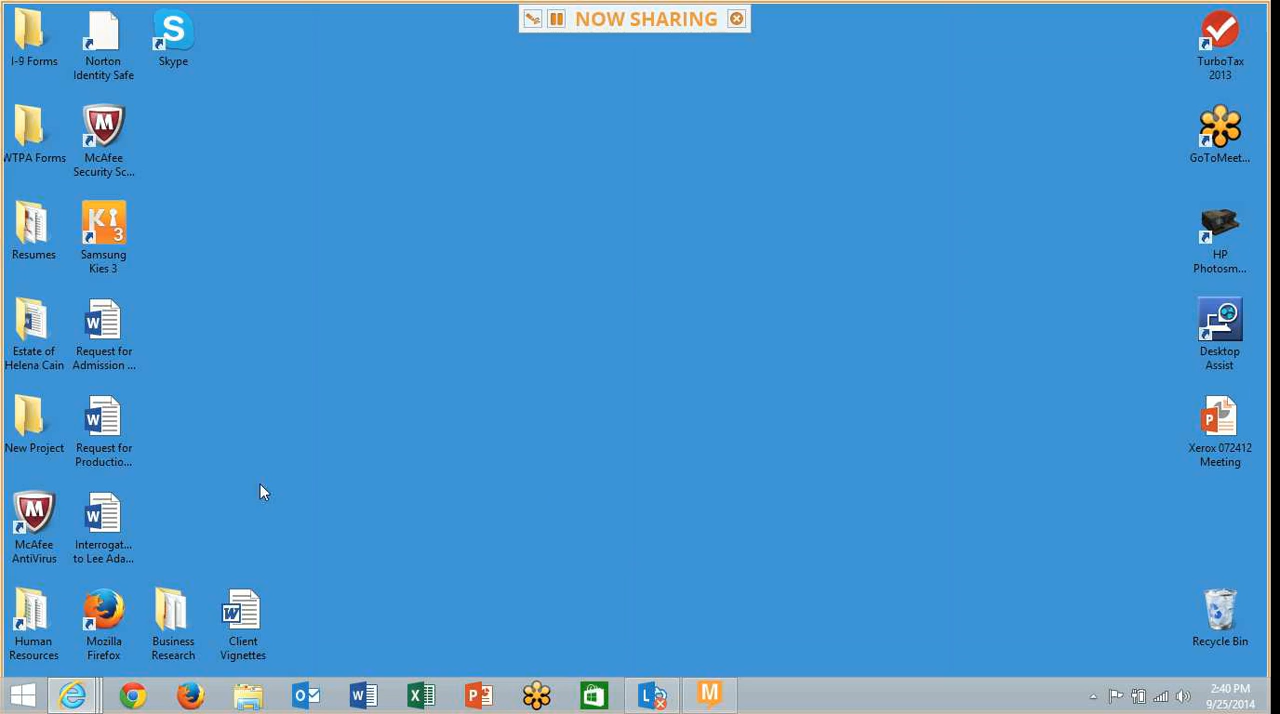 NOW SHARING
I-9 Forms
Norton
Identity Safe
Skype
TurboTax
2013
WTPA Forms
McAfee
Security Sc...
GoToMeet...
Resumes
Samsung
Kies 3
HP
Photosm...
Estate of
Helena Cain
Request for
Admission ...
Desktop
Assist
New Project
Request for
Productio...
Xerox 072412
Meeting
McAfee
AntiVirus
Interrogat...
to Lee Ada...
Human
Resources
Mozilla
Firefox
Business
Research
Client
Vignettes
Recycle Bin
2:40 PM
9/25/2014